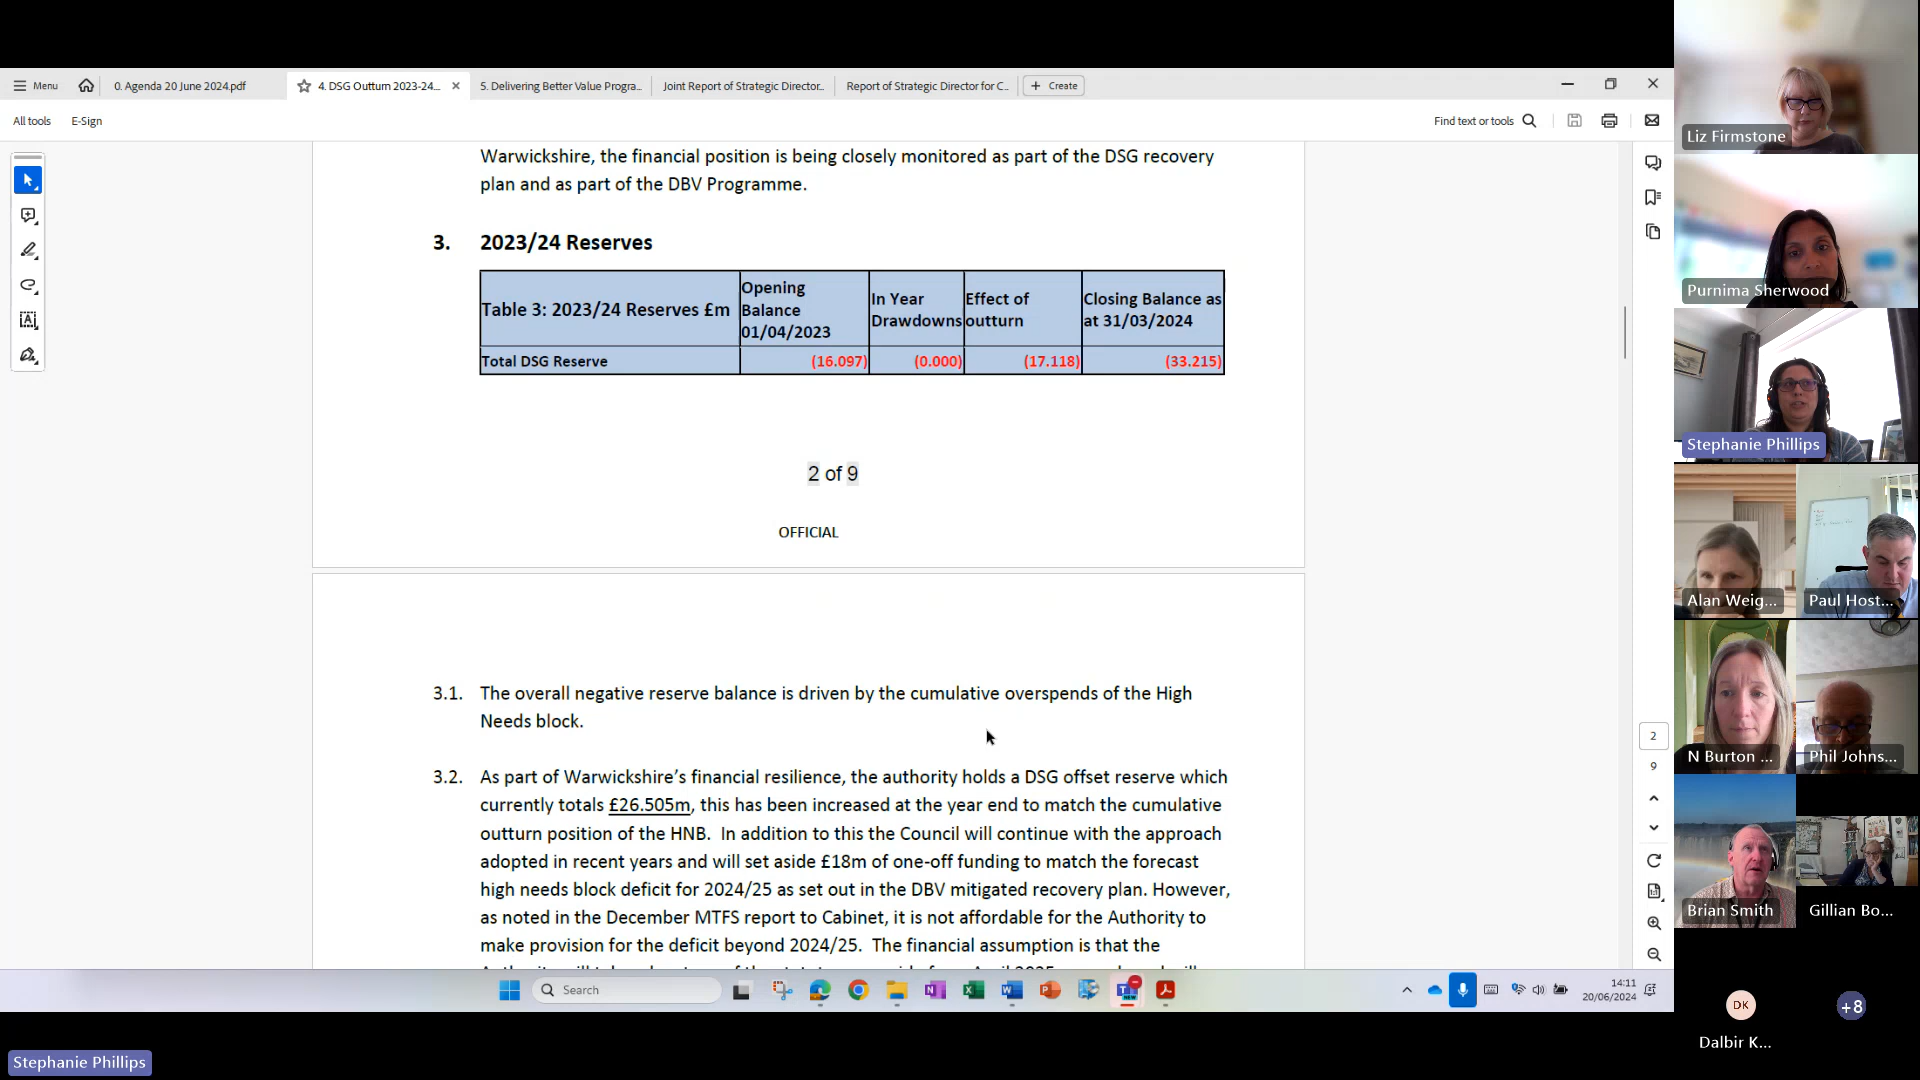 Menu
0. Agenda 20 June 2024.pdf
4. DSG Outturn 2023-24...
5. Delivering Better Value Progra...
Joint Report of Strategic Director...
Report of Strategic Director for C...
Create
All tools
E-Sign
Find text or tools
Warwickshire, the financial position is being closely monitored as part of the DSG recovery
plan and as part of the DBV Programme.
3. 2023/24 Reserves
Table 3: 2023/24 Reserves £m
Opening
Balance
01/04/2023
In Year
Drawdowns
Effect of
outturn
Closing Balance as
at 31/03/2024
Total DSG Reserve (16.097) (0.000) (17.118) (33.215)
2 of 9
OFFICIAL
3.1. The overall negative reserve balance is driven by the cumulative overspends of the High
Needs block.
3.2. As part of Warwickshire’s financial resilience, the authority holds a DSG offset reserve which
currently totals £26.505m, this has been increased at the year end to match the cumulative
outturn position of the HNB. In addition to this the Council will continue with the approach
adopted in recent years and will set aside £18m of one-off funding to match the forecast
high needs block deficit for 2024/25 as set out in the DBV mitigated recovery plan. However,
as noted in the December MTFS report to Cabinet, it is not affordable for the Authority to
make provision for the deficit beyond 2024/25. The financial assumption is that the
2
9
Search
14:11
20/06/2024
Stephanie Phillips
Liz Firmstone
Purnima Sherwood
Stephanie Phillips
Alan Weig...
Paul Host...
N Burton ...
Phil Johns...
Brian Smith
Gillian Bo...
DK
+8
Dalbir K...